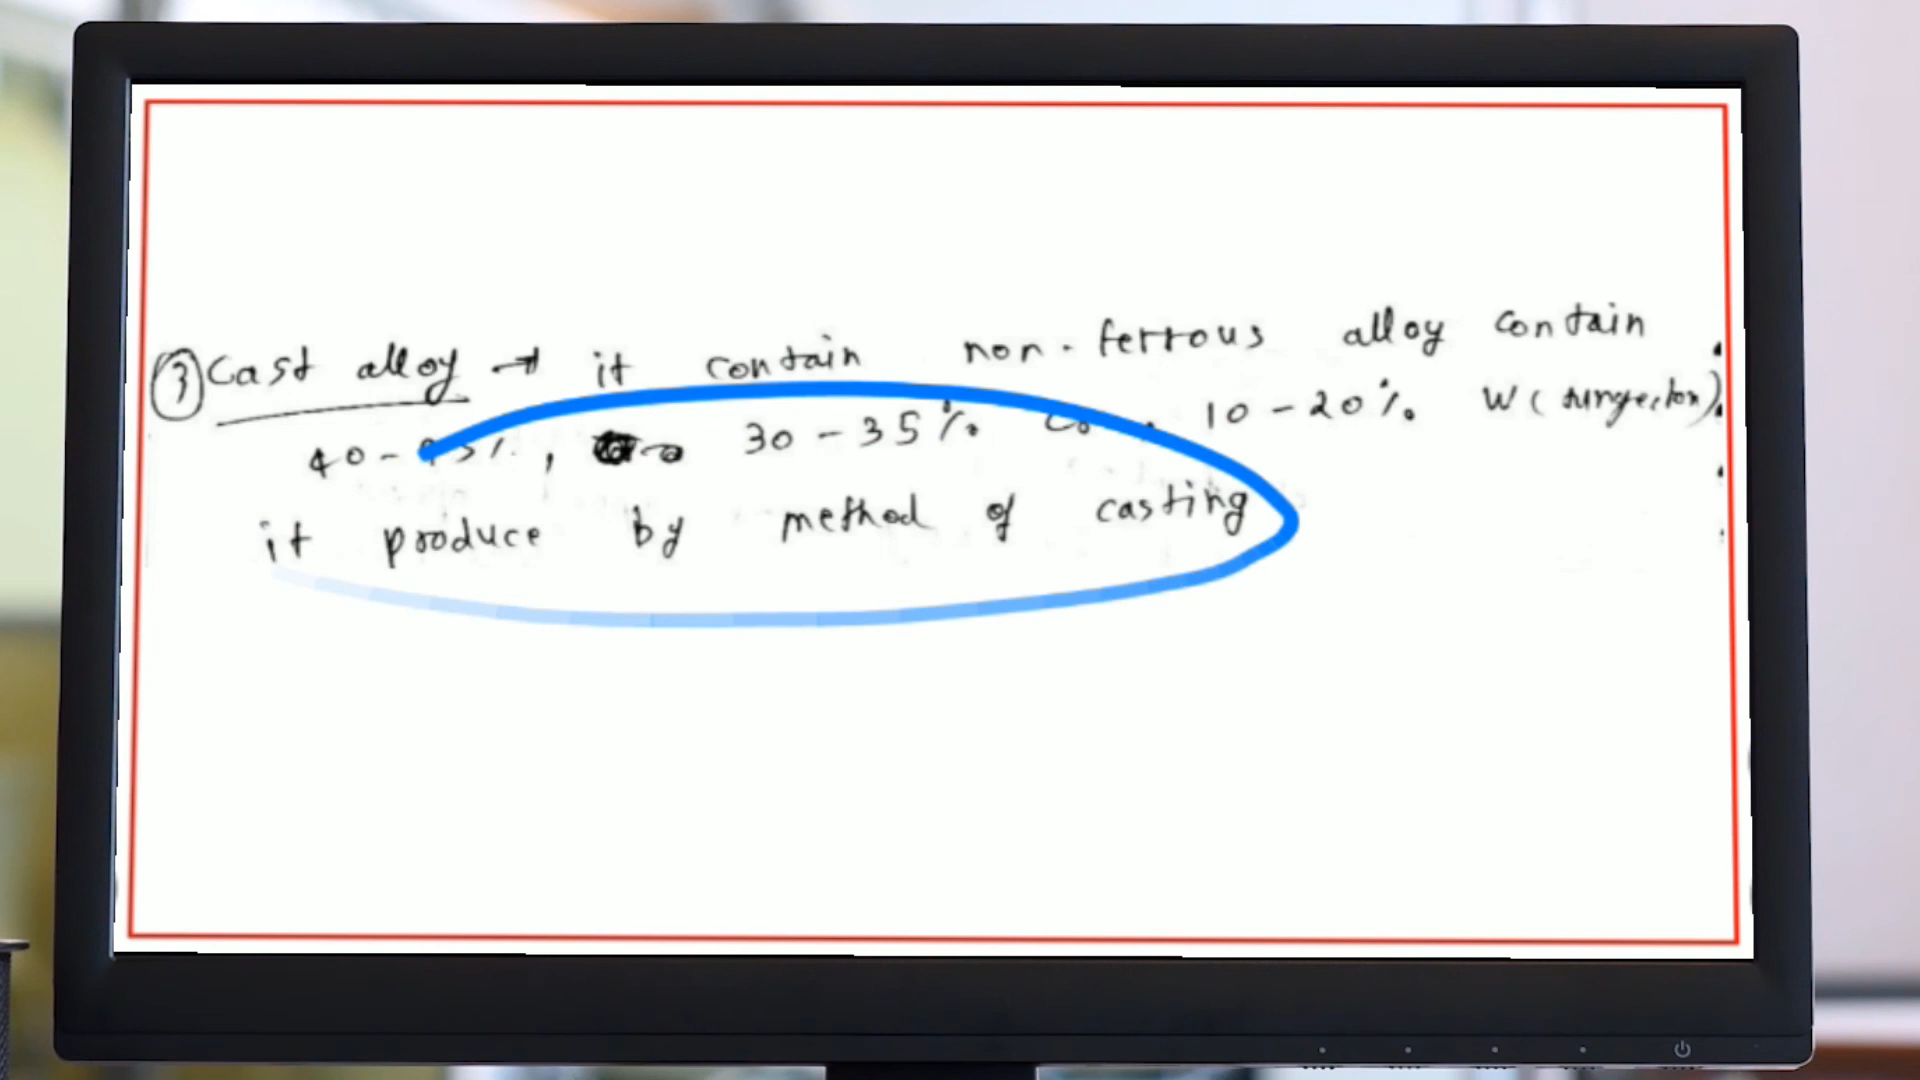 ③ Cast alloy → it contain non-ferrous alloy contain
40- %, 30-35%. 10-20%. W(
it produce by method of casting